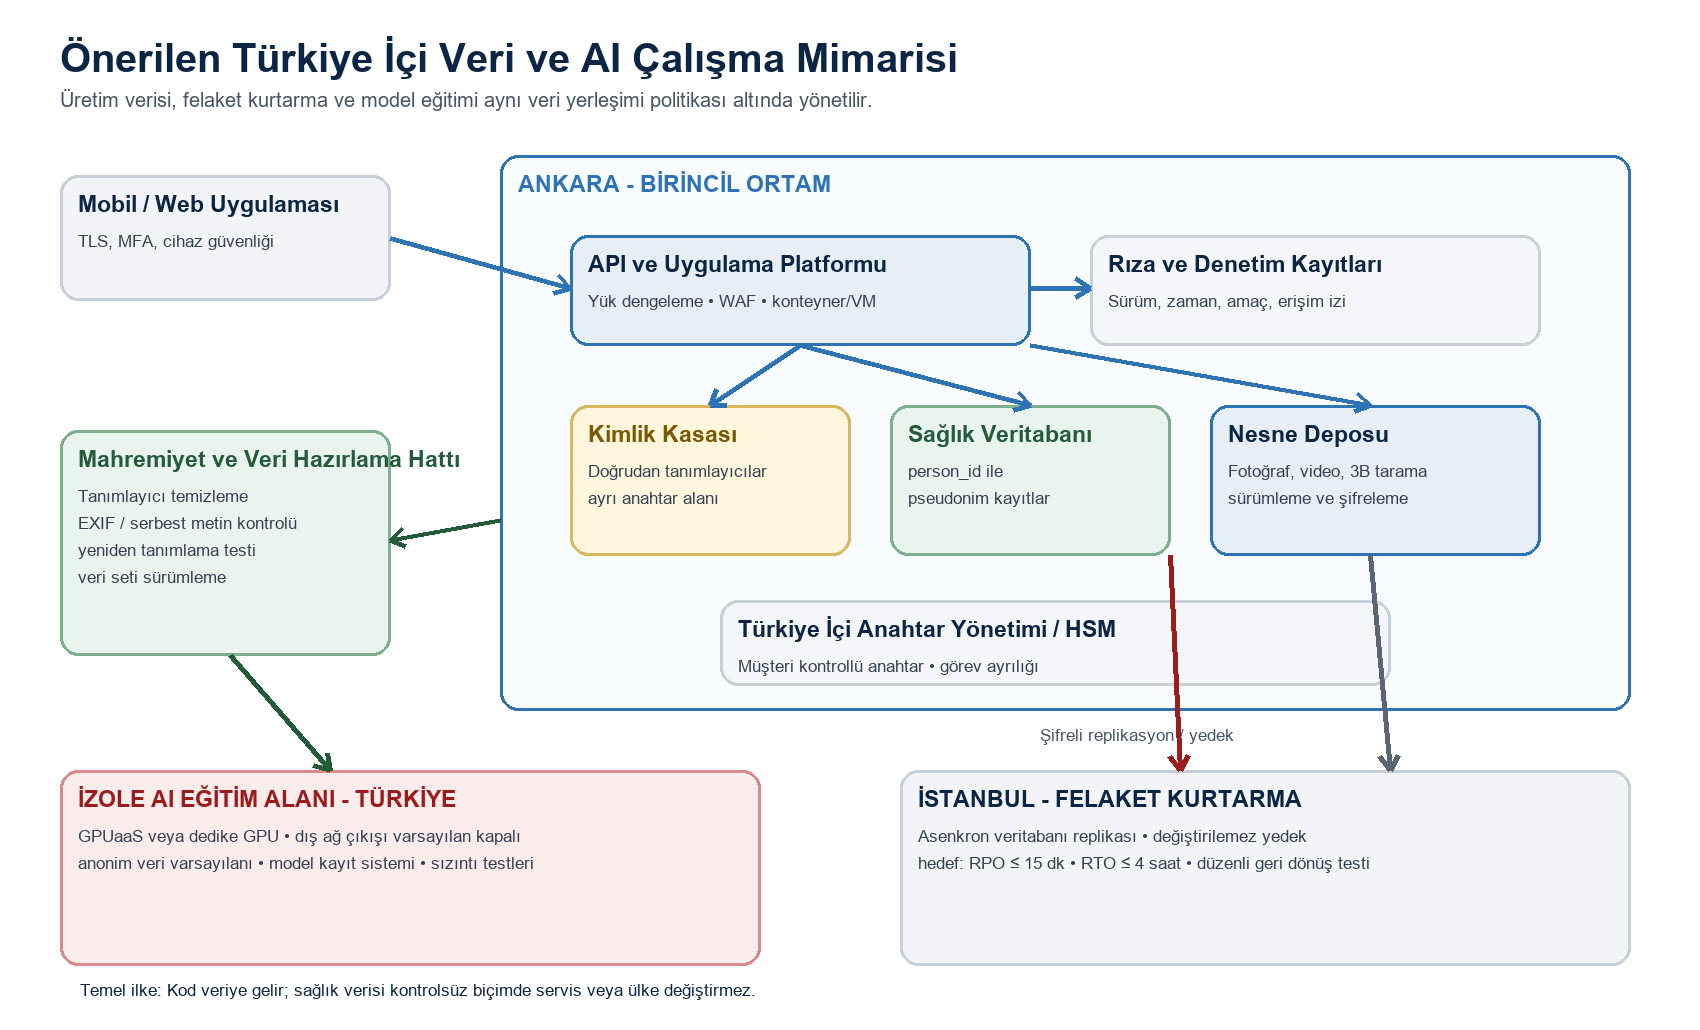 Önerilen Türkiye İçi Veri ve AI Çalışma Mimarisi
Üretim verisi, felaket kurtarma ve model eğitimi aynı veri yerleşimi politikası altında yönetilir.
Mobil / Web Uygulaması
TLS, MFA, cihaz güvenliği
ANKARA - BİRİNCİL ORTAM
API ve Uygulama Platformu
Yük dengeleme • WAF • konteyner/VM
Rıza ve Denetim Kayıtları
Sürüm, zaman, amaç, erişim izi
Mahremiyet ve Veri Hazırlama Hattı
Tanımlayıcı temizleme
EXIF / serbest metin kontrolü
yeniden tanımlama testi
veri seti sürümleme
Kimlik Kasası
Doğrudan tanımlayıcılar
ayrı anahtar alanı
Sağlık Veritabanı
person_id ile
pseudonim kayıtlar
Nesne Deposu
Fotoğraf, video, 3B tarama
sürümleme ve şifreleme
Türkiye İçi Anahtar Yönetimi / HSM
Müşteri kontrollü anahtar • görev ayrılığı
Şifreli replikasyon / yedek
İZOLE AI EĞİTİM ALANI - TÜRKİYE
GPUaaS veya dedike GPU • dış ağ çıkışı varsayılan kapalı
anonim veri varsayılanı • model kayıt sistemi • sızıntı testleri
İSTANBUL - FELAKET KURTARMA
Asenkron veritabanı replikası • değiştirilemez yedek
hedef: RPO ≤ 15 dk • RTO ≤ 4 saat • düzenli geri dönüş testi
Temel ilke: Kod veriye gelir; sağlık verisi kontrolsüz biçimde servis veya ülke değiştirmez.